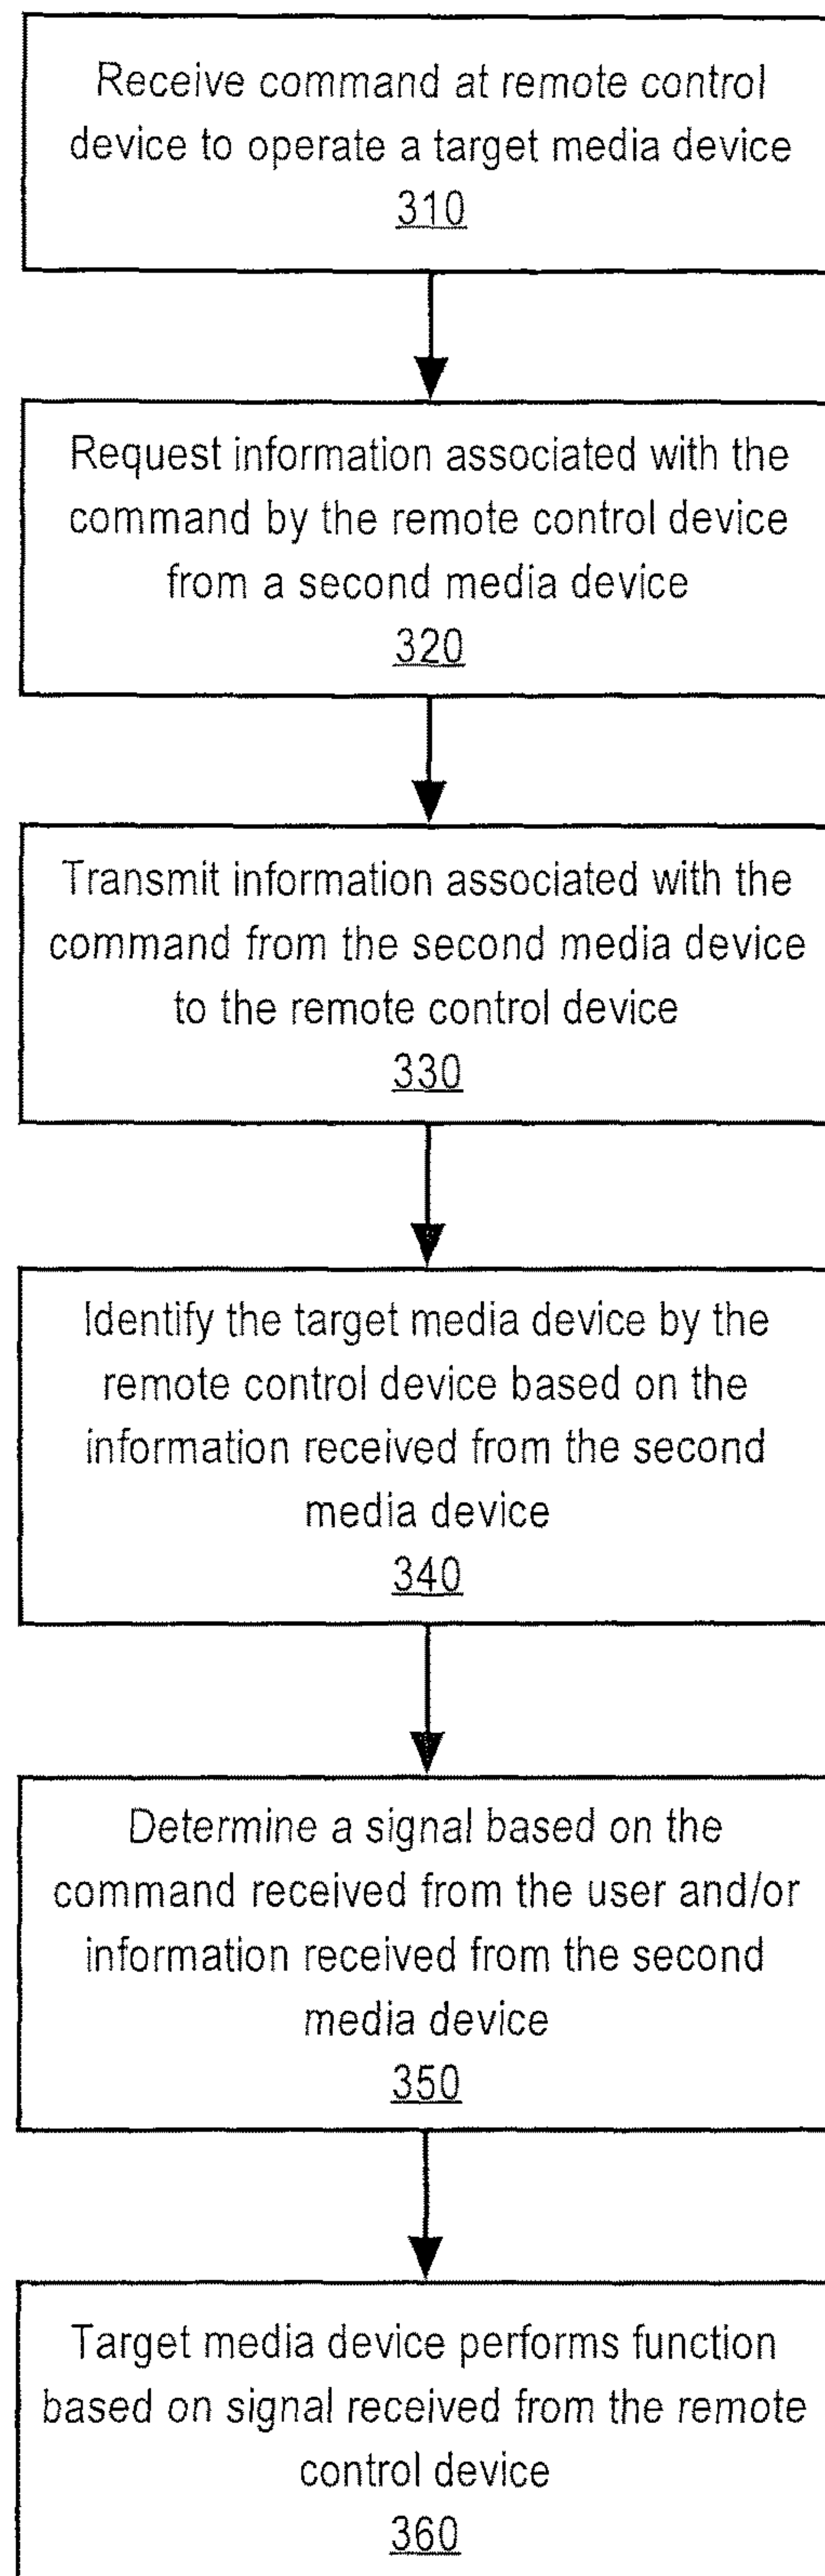 Receive command at remote control
device to operate a target media device
310
Request information associated with the
command by the remote control device
from a second media device
320
Transmit information associated with the
command from the second media device
to the remote control device
330
Identify the target media device by the
remote control device based on the
information received from the second
media device
340
Determine a signal based on the
command received from the user and/or
information received from the second
media device
350
Target media device performs function
based on signal received from the remote
control device
360